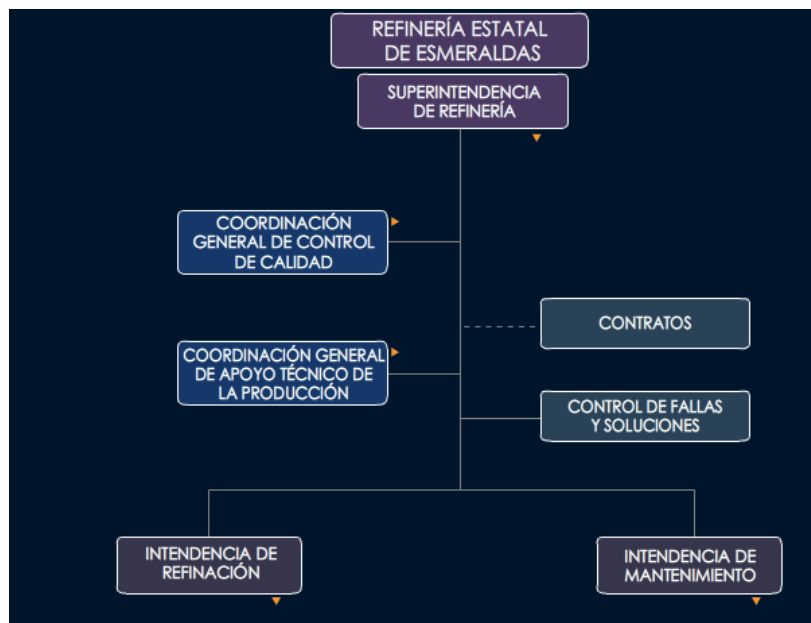 REFINERÍA ESTATAL
DE ESMERALDAS
SUPERINTENDENCIA
DE REFINERÍA
COORDINACIÓN
GENERAL DE CONTROL
DE CALIDAD
CONTRATOS
COORDINACIÓN GENERAL
DE APOYO TÉCNICO DE
LA PRODUCCIÓN
CONTROL DE FALLAS
Y SOLUCIONES
INTENDENCIA DE
REFINACIÓN
INTENDENCIA DE
MANTENIMIENTO